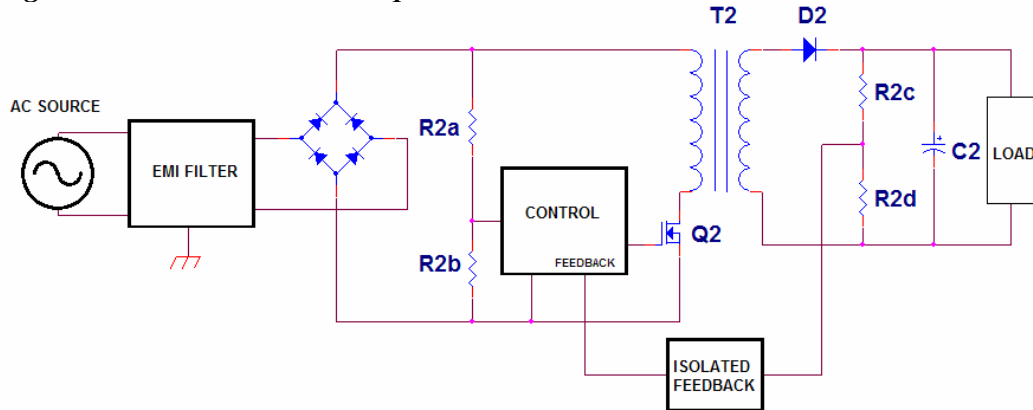 T2
D2
AC SOURCE
R2a
R2c
EMI FILTER
C2
LOAD
CONTROL
R2d
Q2
R2b
FEEDBACK
ISOLATED
FEEDBACK